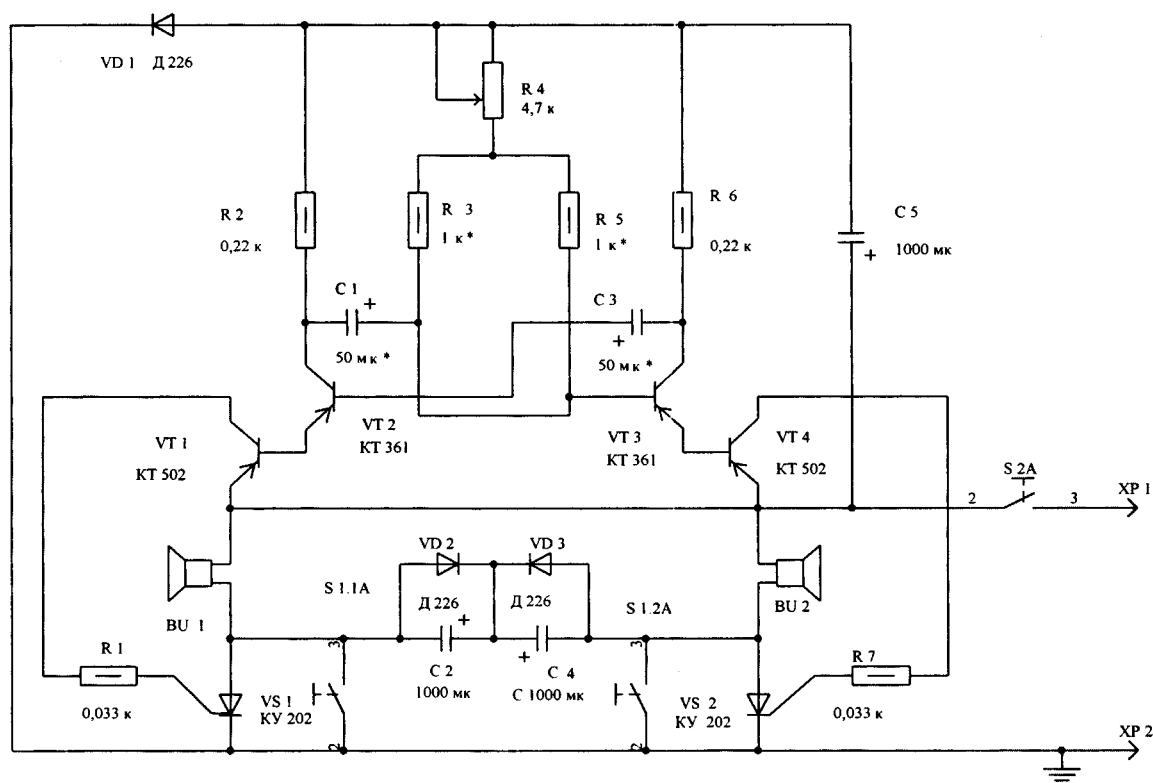 VD 1 Д 226
R 4
4,7 к
R 2
0,22 к
R 3
1 к *
R 5
1 к *
R 6
0,22 к
C 5
+ 1000 мк
C 1 +
50 мк *
C 3
+
50 мк *
VT 1
КТ 502
VT 2
КТ 361
VT 3
КТ 361
VT 4
КТ 502
S 2A
2 3
XP 1
BU 1
S 1.1A
VD 2 VD 3
Д 226 Д 226
+
C 2
1000 мк
+ C 4
C 1000 мк
S 1.2A
BU 2
R 1
0,033 к
VS 1
КУ 202
3
2
3
2
VS 2
КУ 202
R 7
0,033 к
XP 2